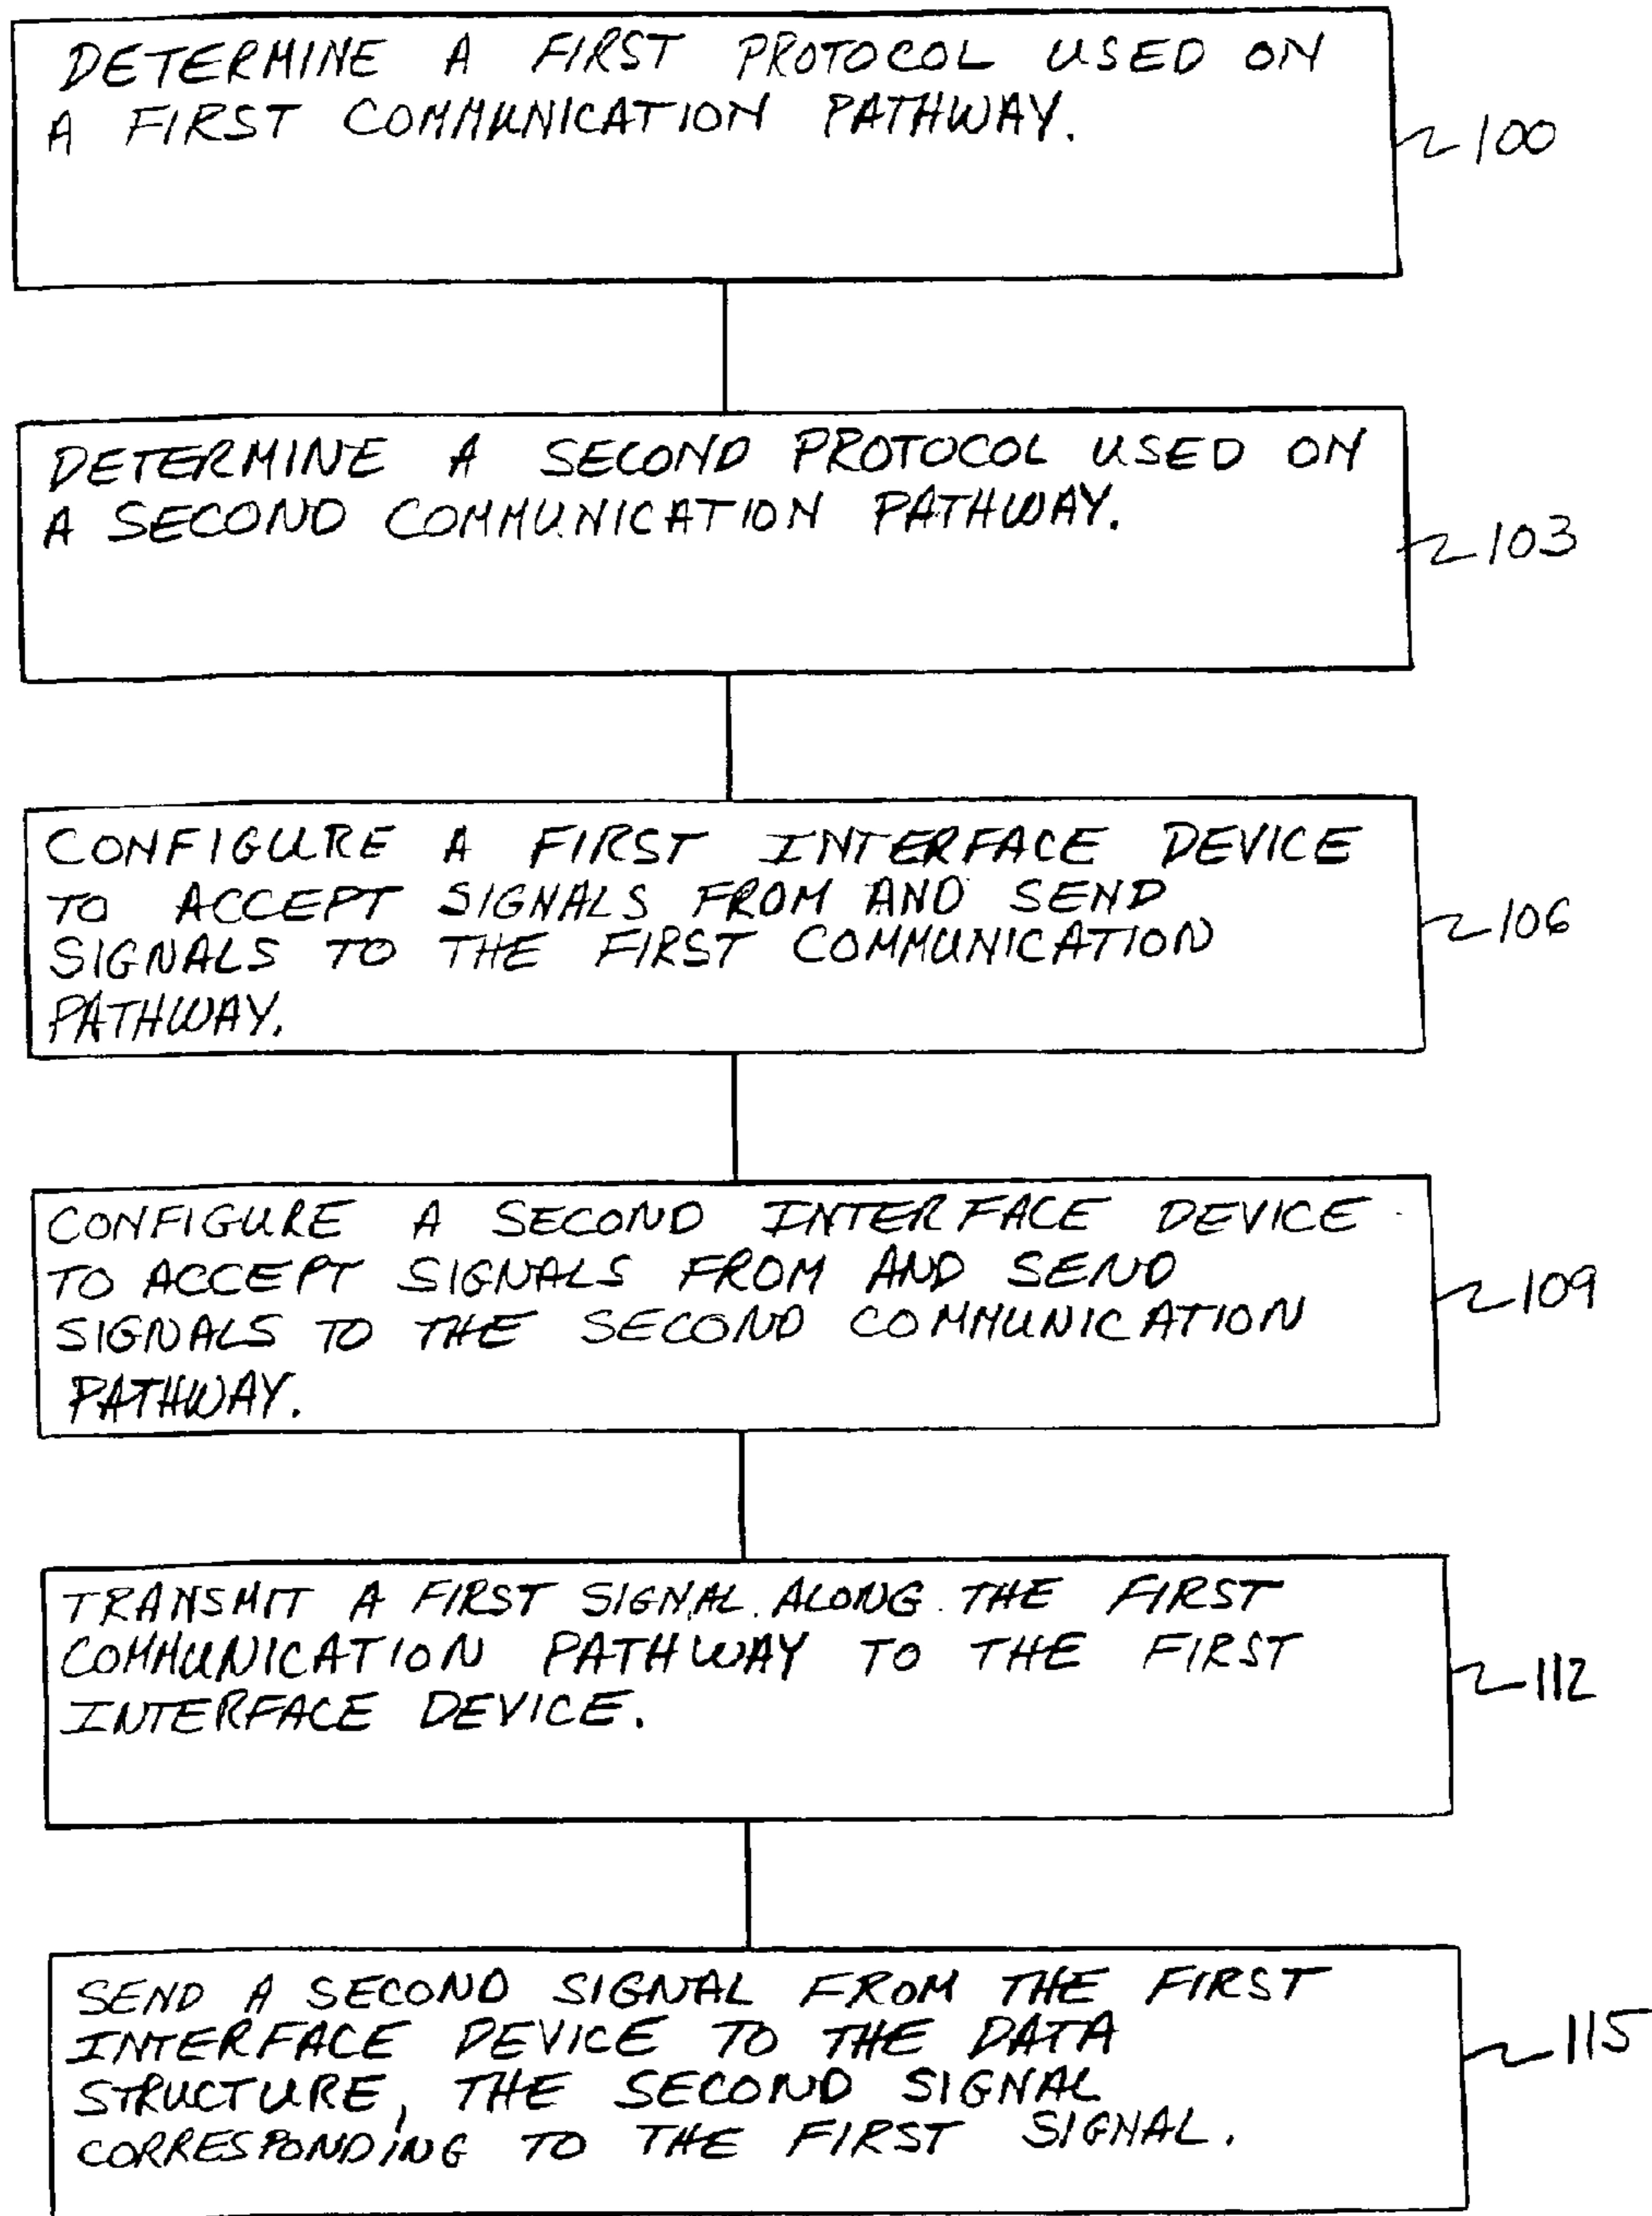 DETERMINE A FIRST PROTOCOL USED ON
A FIRST COMMUNICATION PATHWAY.
100
DETERMINE A SECOND PROTOCOL USED ON
A SECOND COMMUNICATION PATHWAY.
103
CONFIGURE A FIRST INTERFACE DEVICE
TO ACCEPT SIGNALS FROM AND SEND
SIGNALS TO THE FIRST COMMUNICATION
PATHWAY.
106
CONFIGURE A SECOND INTERFACE DEVICE
TO ACCEPT SIGNALS FROM AND SEND
SIGNALS TO THE SECOND COMMUNICATION
PATHWAY.
109
TRANSMIT A FIRST SIGNAL ALONG THE FIRST
COMMUNICATION PATHWAY TO THE FIRST
INTERFACE DEVICE.
112
SEND A SECOND SIGNAL FROM THE FIRST
INTERFACE DEVICE TO THE DATA
STRUCTURE, THE SECOND SIGNAL
CORRESPONDING TO THE FIRST SIGNAL.
115